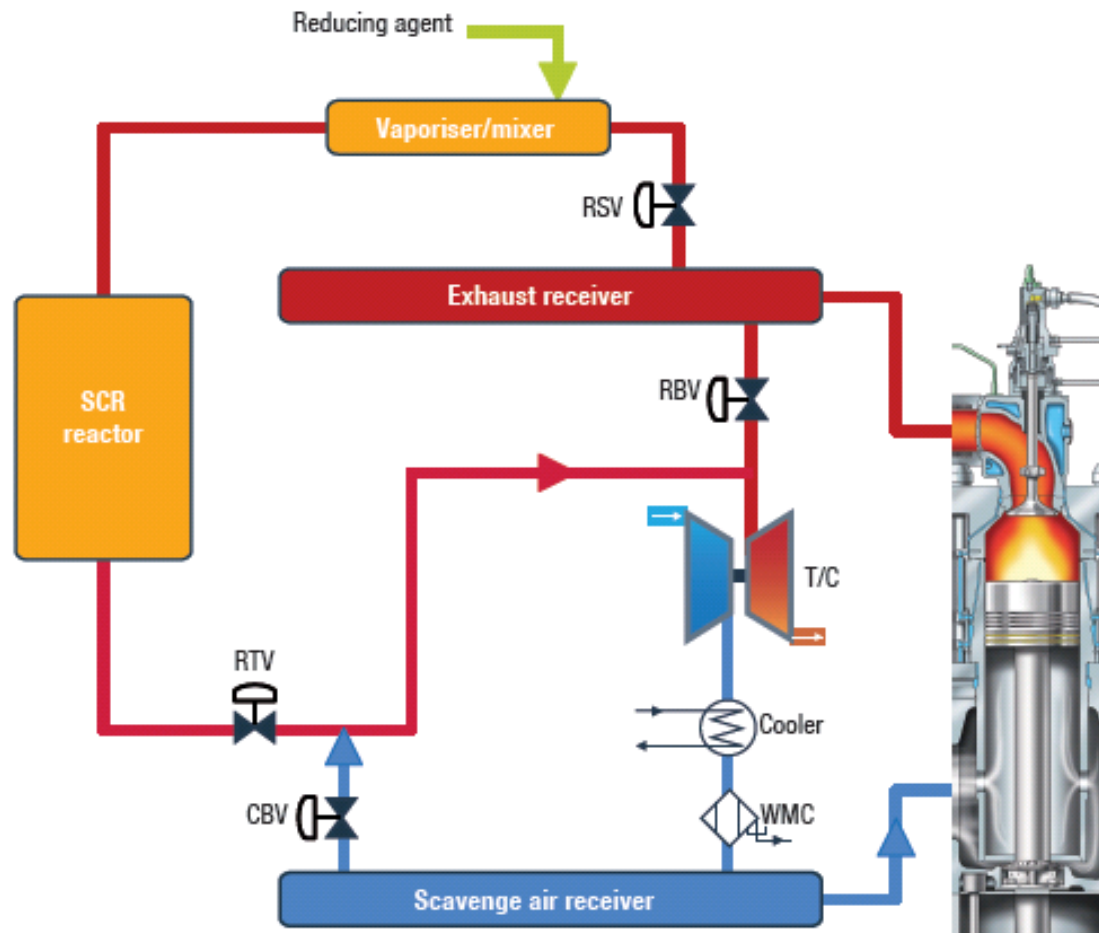 Reducing agent
Vaporiser/mixer
RSV
Exhaust receiver
RBV
SCR
reactor
T/C
RTV
Cooler
CBV
WMC
Scavenge air receiver